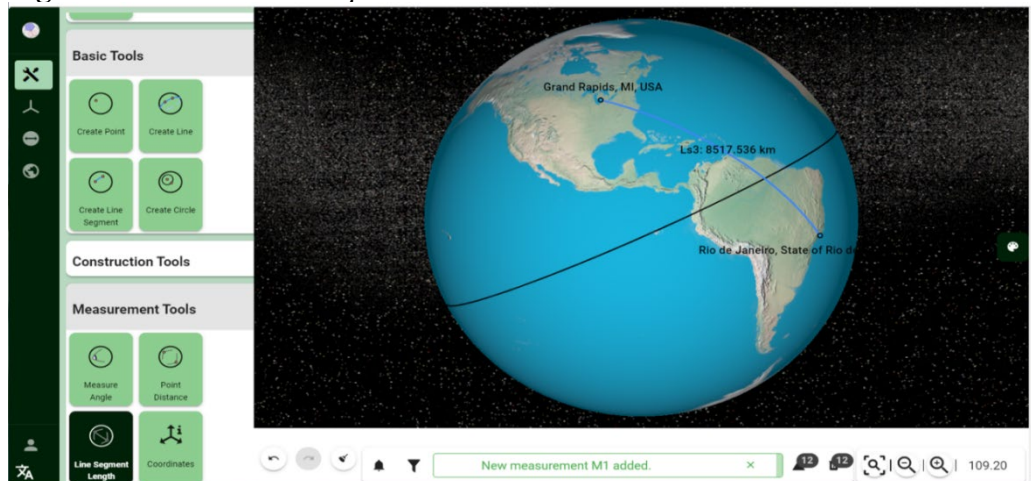 Basic Tools
Create Point
Create Line
Create Line
Segment
Create Circle
Construction Tools
Measurement Tools
Measure
Angle
Point
Distance
Line Segment
Length
Coordinates
Grand Rapids, MI, USA
Ls3: 8517.536 km
Rio de Janeiro, State of Rio de
New measurement M1 added.
12
12
109.20